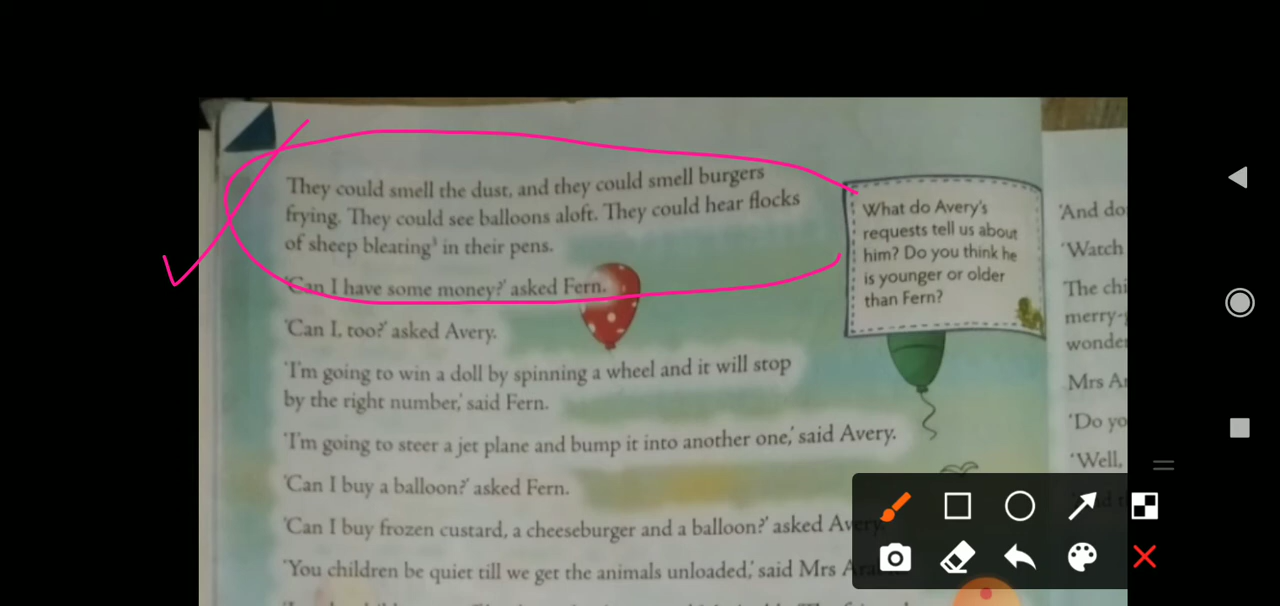 They could smell the dust, and they could smell burgers
frying. They could see balloons aloft. They could hear flocks
of sheep bleating¹ in their pens.
'Can I have some money?' asked Fern.
'Can I, too?' asked Avery.
'I'm going to win a doll by spinning a wheel and it will stop
by the right number,' said Fern.
'I'm going to steer a jet plane and bump it into another one,' said Avery.
'Can I buy a balloon?' asked Fern.
'Can I buy frozen custard, a cheeseburger and a balloon?' asked Avery.
'You children be quiet till we get the animals unloaded,' said Mrs
What do Avery's
requests tell us about
him? Do you think he
is younger or older
than Fern?
'And do
'Watch
The chi
merry-
wonder
Mrs Ar
'Do yo
'Well,